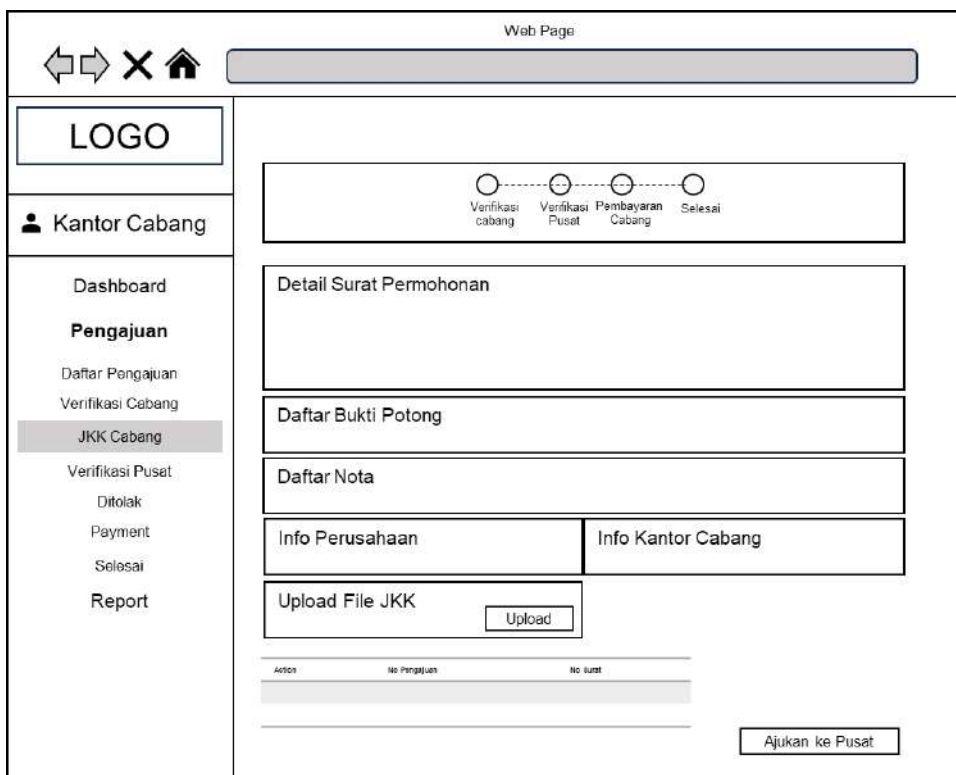 Web Page
LOGO
Kantor Cabang
Dashboard
Pengajuan
Daftar Pengajuan
Verifikasi Cabang
JKK Cabang
Verifikasi Pusat
Ditolak
Payment
Selesai
Report
Verifikasi cabang
Verifikasi Pusat
Pembayaran Cabang
Selesai
Detail Surat Permohonan
Daftar Bukti Potong
Daftar Nota
Info Perusahaan
Info Kantor Cabang
Upload File JKK
Upload
Action No Pengajuan No Surat
Ajukan ke Pusat